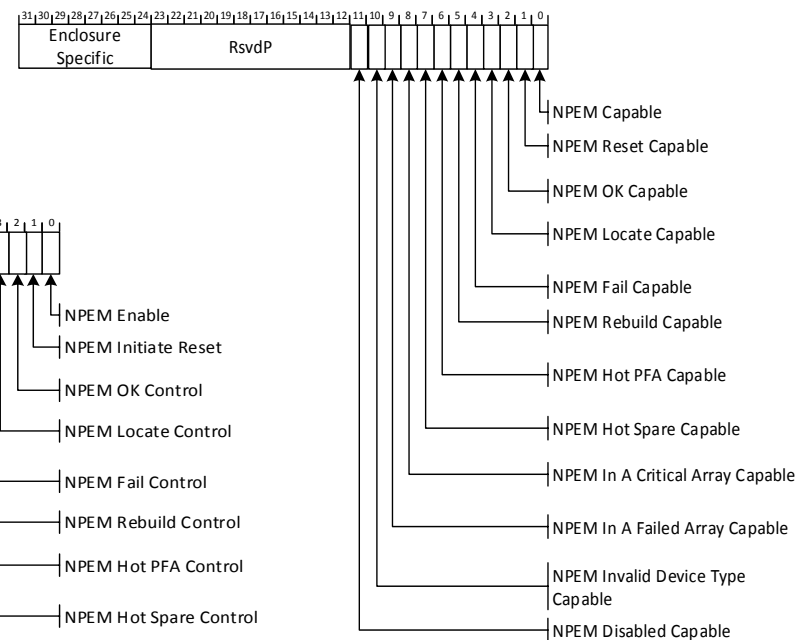 31 30 29 28 27 26 25 24 23 22 21 20 19 18 17 16 15 14 13 12 11 10 9 8 7 6 5 4 3 2 1 0
Enclosure
Specific
RsvdP
NPEM Capable
NPEM Reset Capable
NPEM OK Capable
NPEM Locate Capable
NPEM Fail Capable
NPEM Rebuild Capable
NPEM Hot PFA Capable
NPEM Hot Spare Capable
NPEM In A Critical Array Capable
NPEM In A Failed Array Capable
NPEM Invalid Device Type
Capable
NPEM Disabled Capable
2 1 0
NPEM Enable
NPEM Initiate Reset
NPEM OK Control
NPEM Locate Control
NPEM Fail Control
NPEM Rebuild Control
NPEM Hot PFA Control
NPEM Hot Spare Control